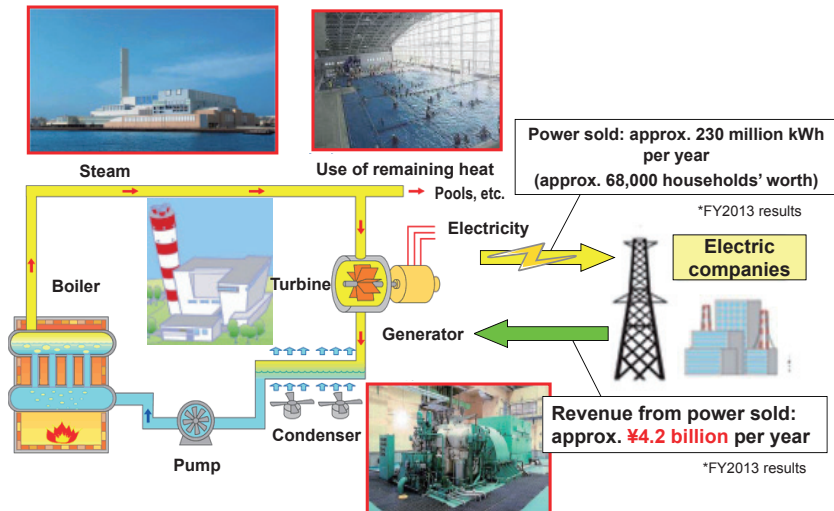 Power sold: approx. 230 million kWh
per year
(approx. 68,000 households’ worth)
*FY2013 results
Steam
Use of remaining heat
Pools, etc.
Electricity
Electric
companies
Boiler
Turbine
Generator
Condenser
Pump
Revenue from power sold:
approx. ¥4.2 billion per year
*FY2013 results